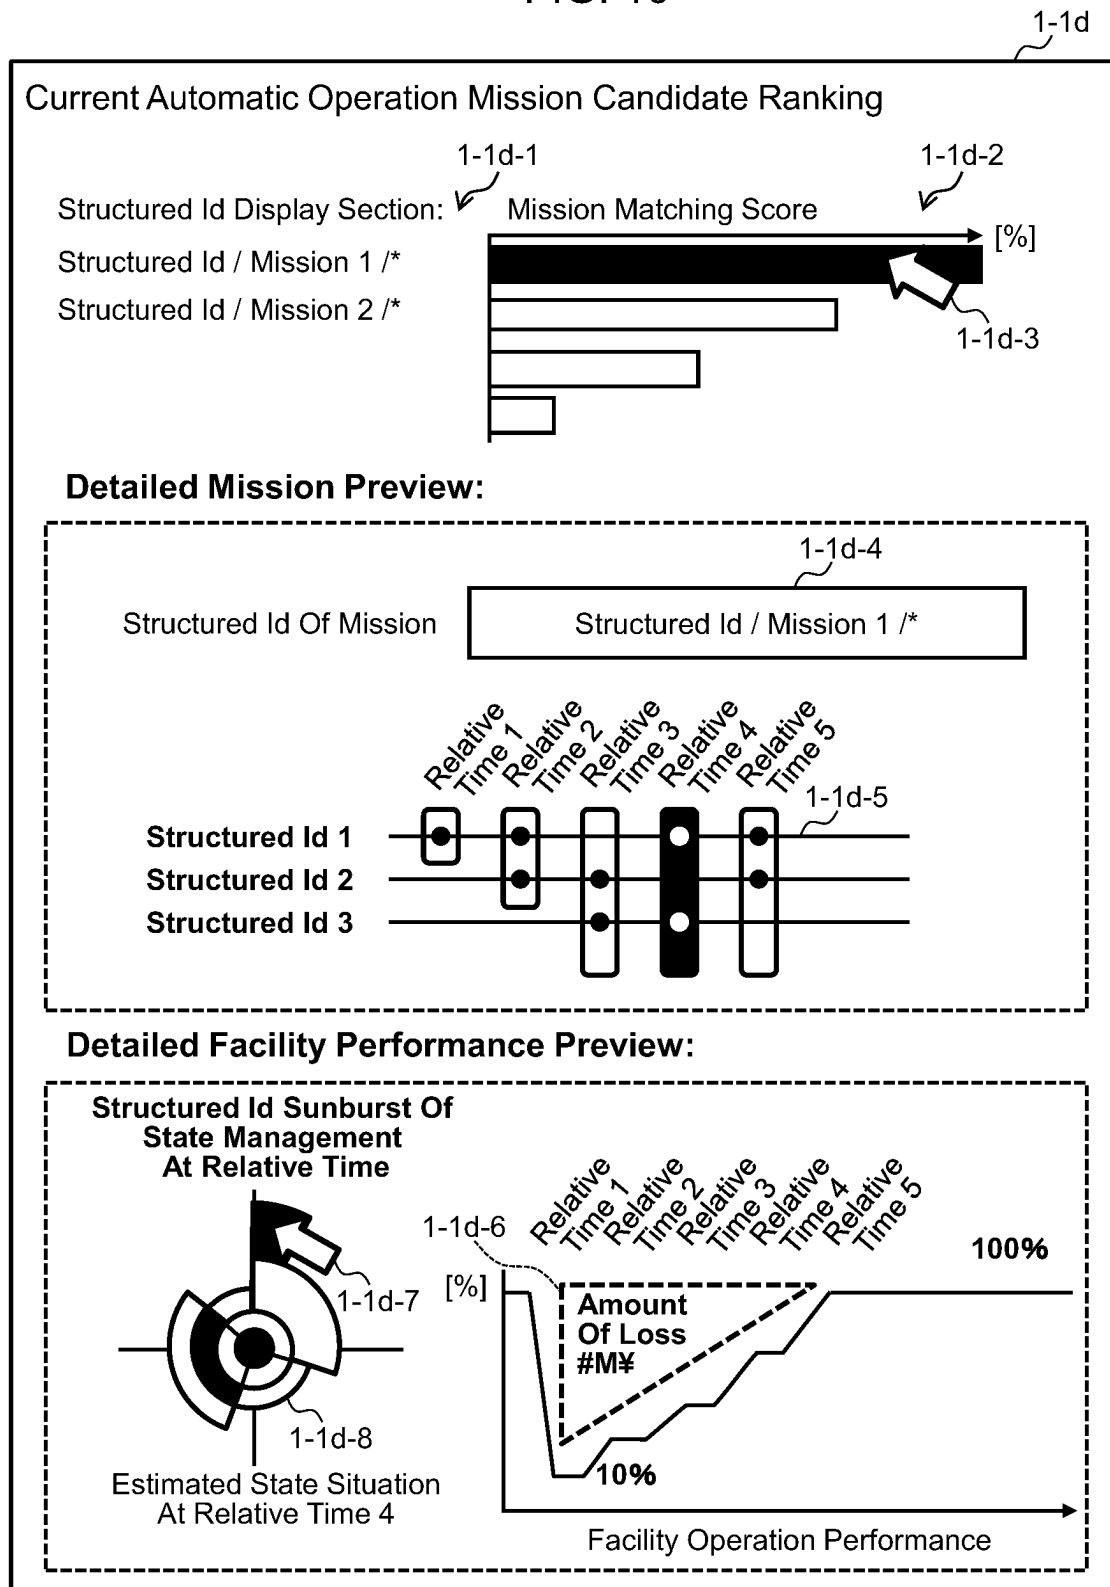 1-1d
Current Automatic Operation Mission Candidate Ranking
1-1d-1
1-1d-2
Structured Id Display Section:
Mission Matching Score
[%]
Structured Id / Mission 1 /*
Structured Id / Mission 2 /*
1-1d-3
Detailed Mission Preview:
1-1d-4
Structured Id Of Mission
Structured Id / Mission 1 /*
Relative
Time 1
Relative
Time 2
Relative
Time 3
Relative
Time 4
Relative
Time 5
1-1d-5
Structured Id 1
Structured Id 2
Structured Id 3
Detailed Facility Performance Preview:
Structured Id Sunburst Of
State Management
At Relative Time
1-1d-7
1-1d-8
Estimated State Situation
At Relative Time 4
Relative
Time 1
Relative
Time 2
Relative
Time 3
Relative
Time 4
Relative
Time 5
1-1d-6
[%]
100%
Amount
Of Loss
#M¥
10%
Facility Operation Performance